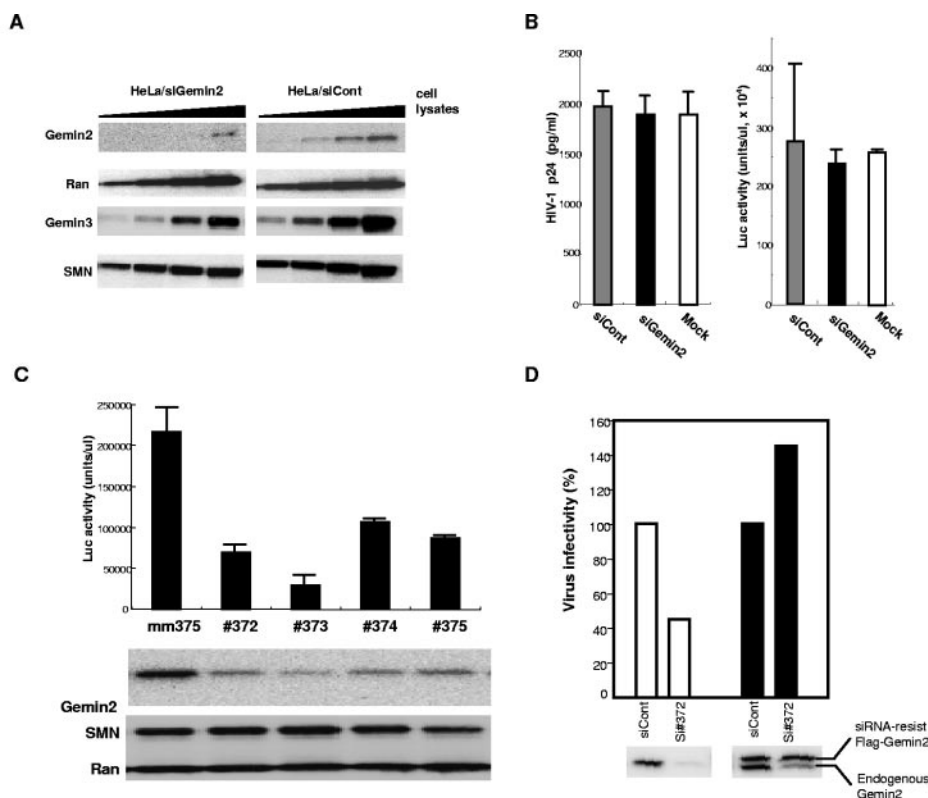 A
HeLa/siGemin2
HeLa/siCont
cell
lysates
Gemin2
Ran
Gemin3
SMN
B
HIV-1 p24 (pg/ml)
2500
2000
1500
1000
500
0
siCont
siGemin2
Mock
Luc activity (units/ul, x 10⁴)
400
300
200
100
0
siCont
siGemin2
Mock
C
Luc activity (units/ul)
250000
200000
150000
100000
50000
0
mm375
#372
#373
#374
#375
Gemin2
SMN
Ran
D
Virus infectivity (%)
160
140
120
100
80
60
40
20
0
siCont
Si#372
siCont
Si#372
siRNA-resist
Flag-Gemin2
Endogenous
Gemin2